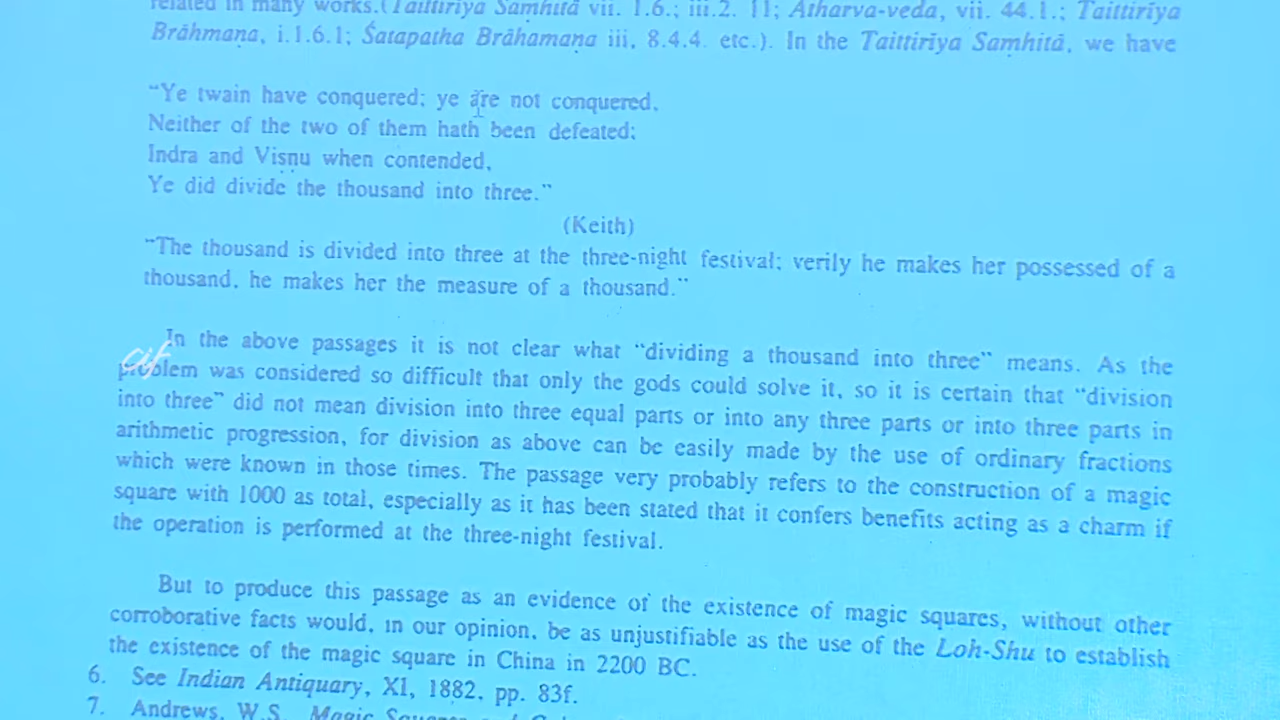 related in many works.(Taittirīya Saṃhitā vii. 1.6.; iii.2. 11; Atharva-veda, vii. 44.1.; Taittirīya
Brāhmaṇa, i.1.6.1; Śatapatha Brāhamaṇa iii, 8.4.4. etc.). In the Taittirīya Saṃhitā, we have
“Ye twain have conquered; ye are not conquered,
Neither of the two of them hath been defeated;
Indra and Viṣṇu when contended,
Ye did divide the thousand into three.”
(Keith)
“The thousand is divided into three at the three-night festival; verily he makes her possessed of a
thousand, he makes her the measure of a thousand.”
In the above passages it is not clear what “dividing a thousand into three” means. As the
problem was considered so difficult that only the gods could solve it, so it is certain that “division
into three” did not mean division into three equal parts or into any three parts or into three parts in
arithmetic progression, for division as above can be easily made by the use of ordinary fractions
which were known in those times. The passage very probably refers to the construction of a magic
square with 1000 as total, especially as it has been stated that it confers benefits acting as a charm if
the operation is performed at the three-night festival.
But to produce this passage as an evidence of the existence of magic squares, without other
corroborative facts would, in our opinion, be as unjustifiable as the use of the Loh-Shu to establish
the existence of the magic square in China in 2200 BC.
6. See Indian Antiquary, XI, 1882, pp. 83f.
7. Andrews, W.S. Magic Squares and